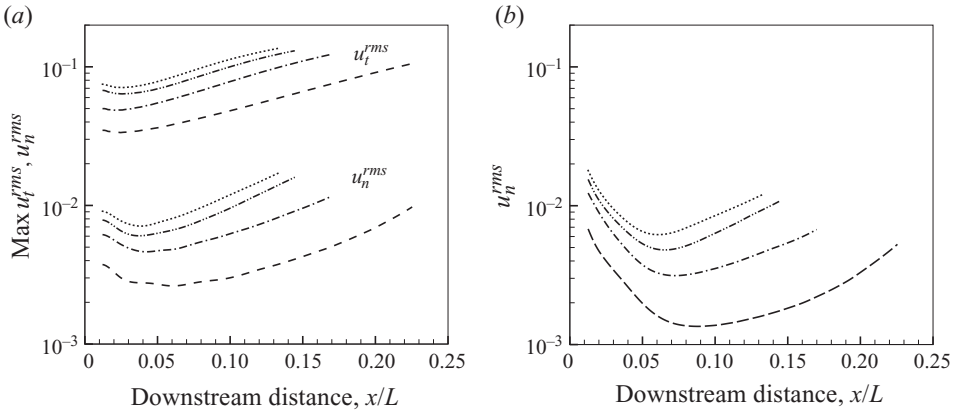 (a)
10⁻¹
10⁻²
10⁻³
Max u_t^{rms}, u_n^{rms}
u_t^{rms}
u_n^{rms}
0 0.05 0.10 0.15 0.20 0.25
Downstream distance, x/L
(b)
10⁻¹
10⁻²
10⁻³
u_n^{rms}
0 0.05 0.10 0.15 0.20 0.25
Downstream distance, x/L